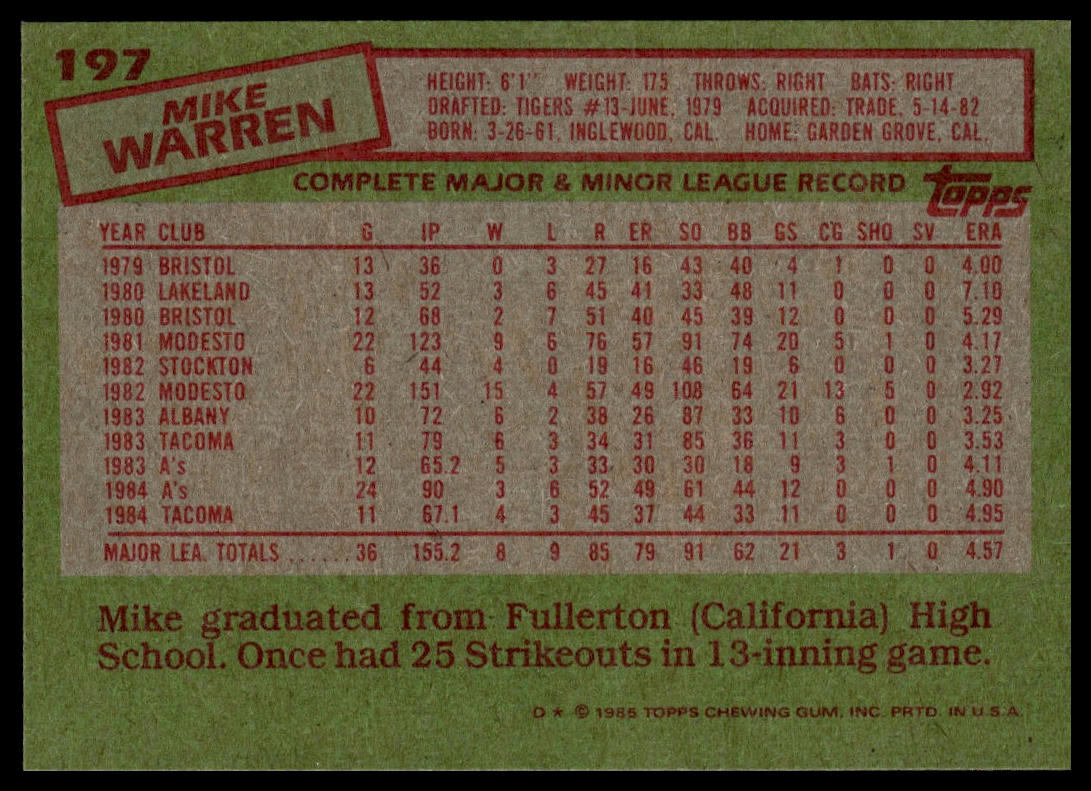 197
MIKE
WARREN
HEIGHT: 6'1" WEIGHT: 175 THROWS: RIGHT BATS: RIGHT
DRAFTED: TIGERS #13-JUNE, 1979 ACQUIRED: TRADE, 5-14-82
BORN: 3-26-61, INGLEWOOD, CAL. HOME: GARDEN GROVE, CAL.
COMPLETE MAJOR & MINOR LEAGUE RECORD topps
YEAR CLUB G IP W L R ER SO BB GS CG SHO SV ERA
1979 BRISTOL 13 36 0 3 27 16 43 40 4 1 0 0 4.00
1980 LAKELAND 13 52 3 6 45 41 33 48 11 0 0 0 7.10
1980 BRISTOL 12 68 2 7 51 40 45 39 12 0 0 0 5.29
1981 MODESTO 22 123 9 6 76 57 91 74 20 5 1 0 4.17
1982 STOCKTON 6 44 4 0 19 16 46 19 6 0 0 0 3.27
1982 MODESTO 22 151 15 4 57 49 108 64 21 13 5 0 2.92
1983 ALBANY 10 72 6 2 38 26 87 33 10 6 0 0 3.25
1983 TACOMA 11 79 6 3 34 31 85 36 11 3 0 0 3.53
1983 A's 12 65.2 5 3 33 30 30 18 9 3 1 0 4.11
1984 A's 24 90 3 6 52 49 61 44 12 0 0 0 4.90
1984 TACOMA 11 67.1 4 3 45 37 44 33 11 0 0 0 4.95
MAJOR LEA. TOTALS ...... 36 155.2 8 9 85 79 91 62 21 3 1 0 4.57
Mike graduated from Fullerton (California) High
School. Once had 25 Strikeouts in 13-inning game.
D * © 1985 TOPPS CHEWING GUM, INC. PRTD. IN U.S.A.